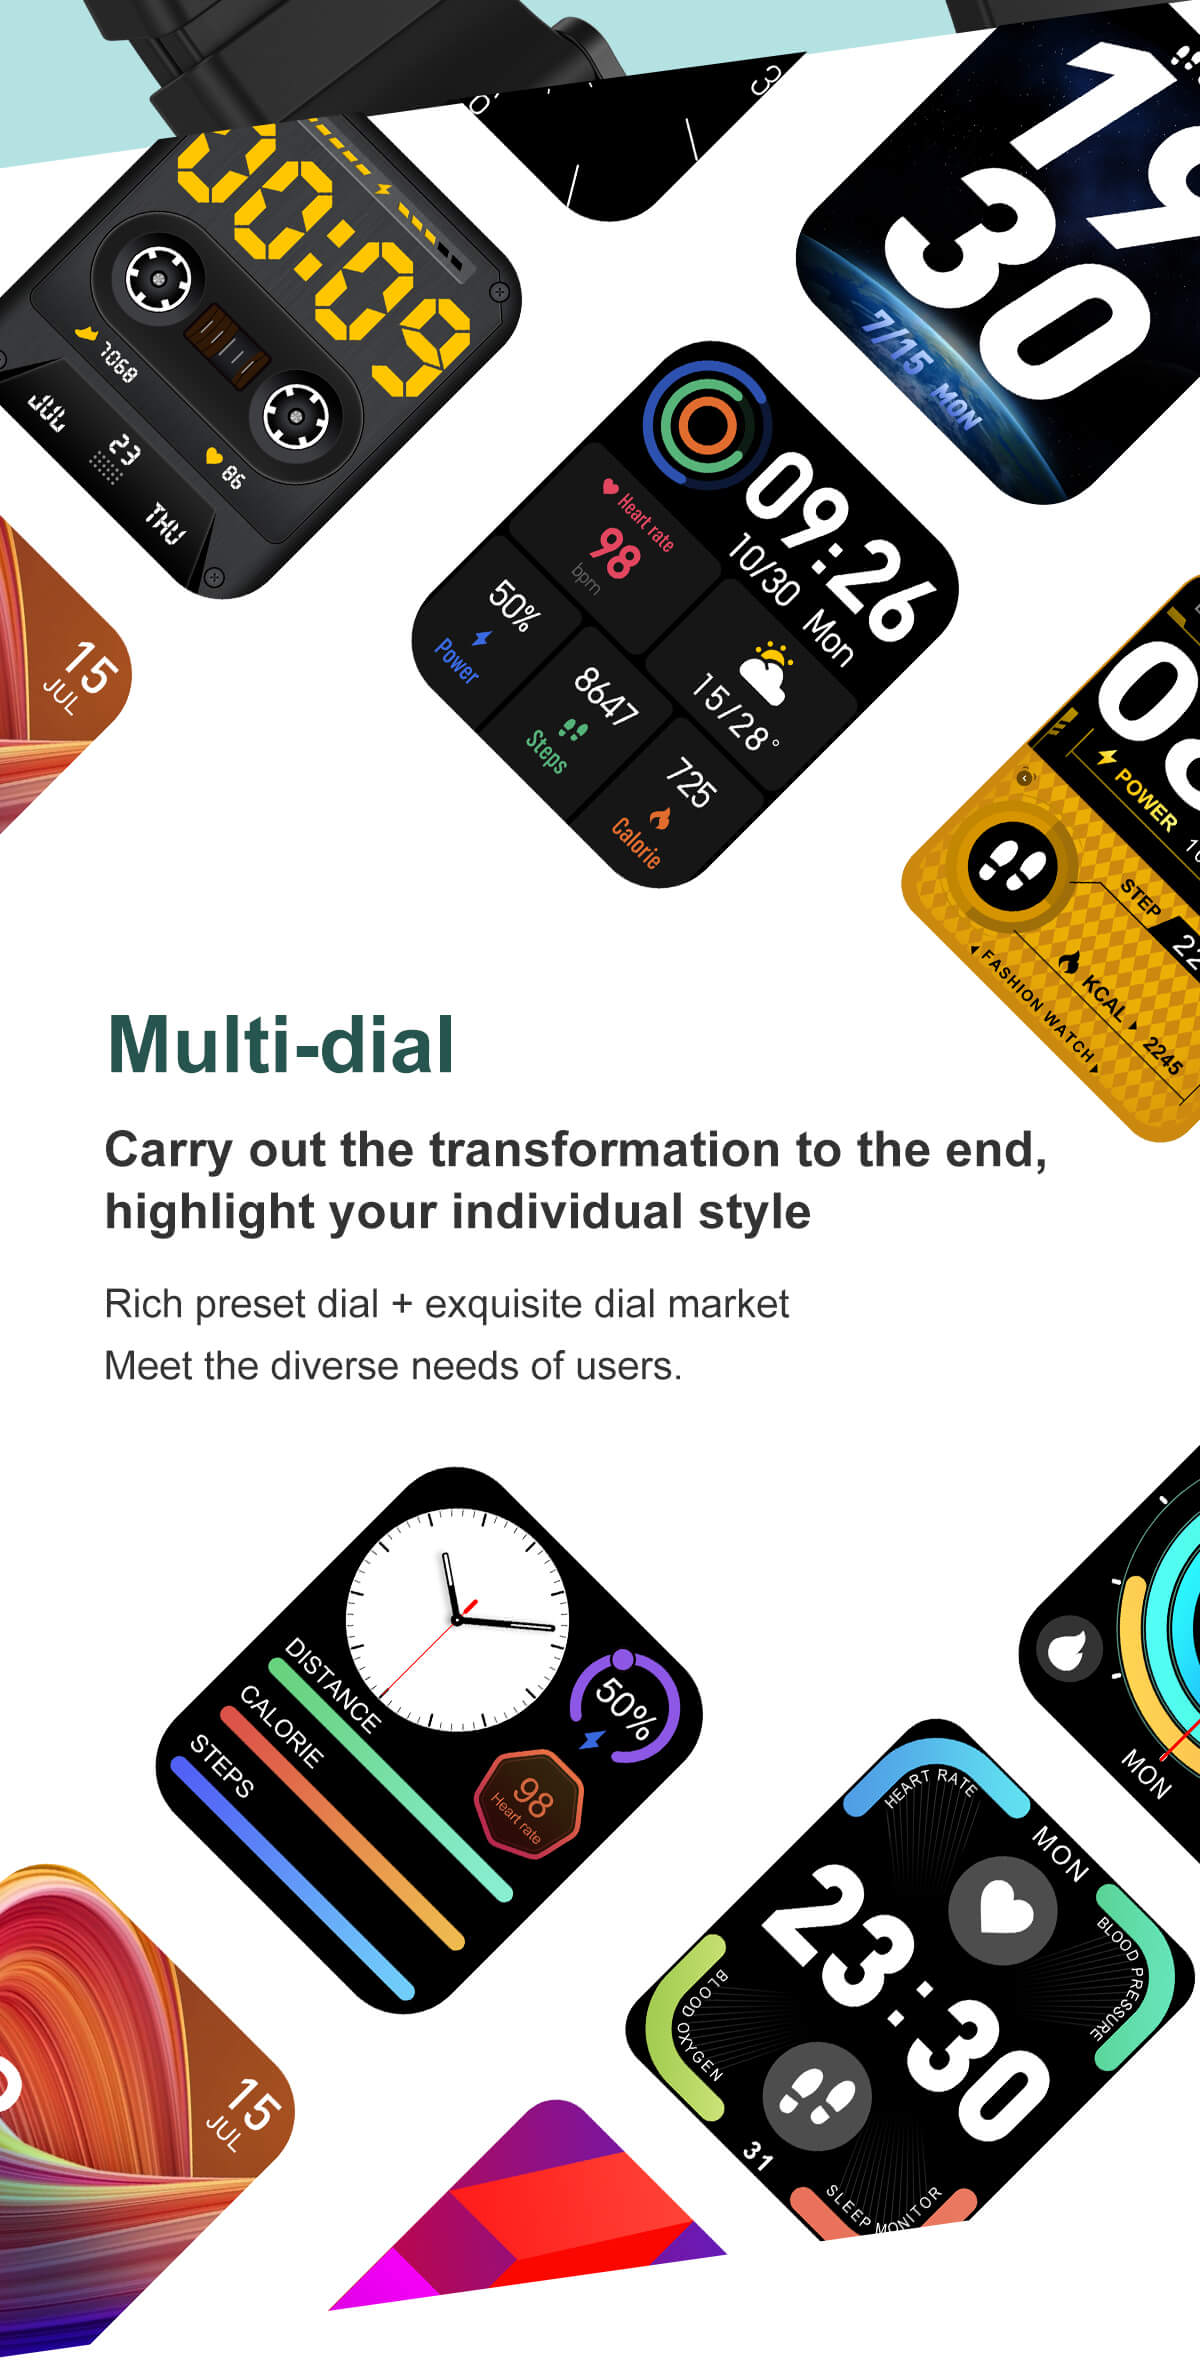 00:09
7068
86
JUL
23
THU
3
19
30
7/15 MON
09:26
10/30 Mon
Heart rate
98
bpm
15/28°
50%
Power
8647
Steps
725
Calorie
15
JUL
POWER
STEP
KCAL
2245
FASHION WATCH
Multi-dial
Carry out the transformation to the end,
highlight your individual style
Rich preset dial + exquisite dial market
Meet the diverse needs of users.
DISTANCE
CALORIE
STEPS
50%
98
Heart rate
MON
HEART RATE
MON
BLOOD PRESSURE
23:30
BLOOD OXYGEN
31
SLEEP MONITOR
15
JUL